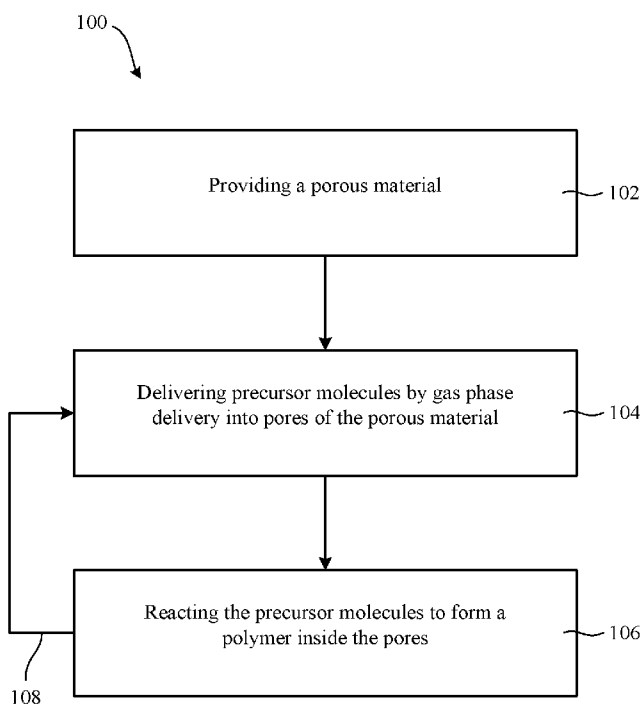 100
Providing a porous material
102
Delivering precursor molecules by gas phase
delivery into pores of the porous material
104
Reacting the precursor molecules to form a
polymer inside the pores
106
108